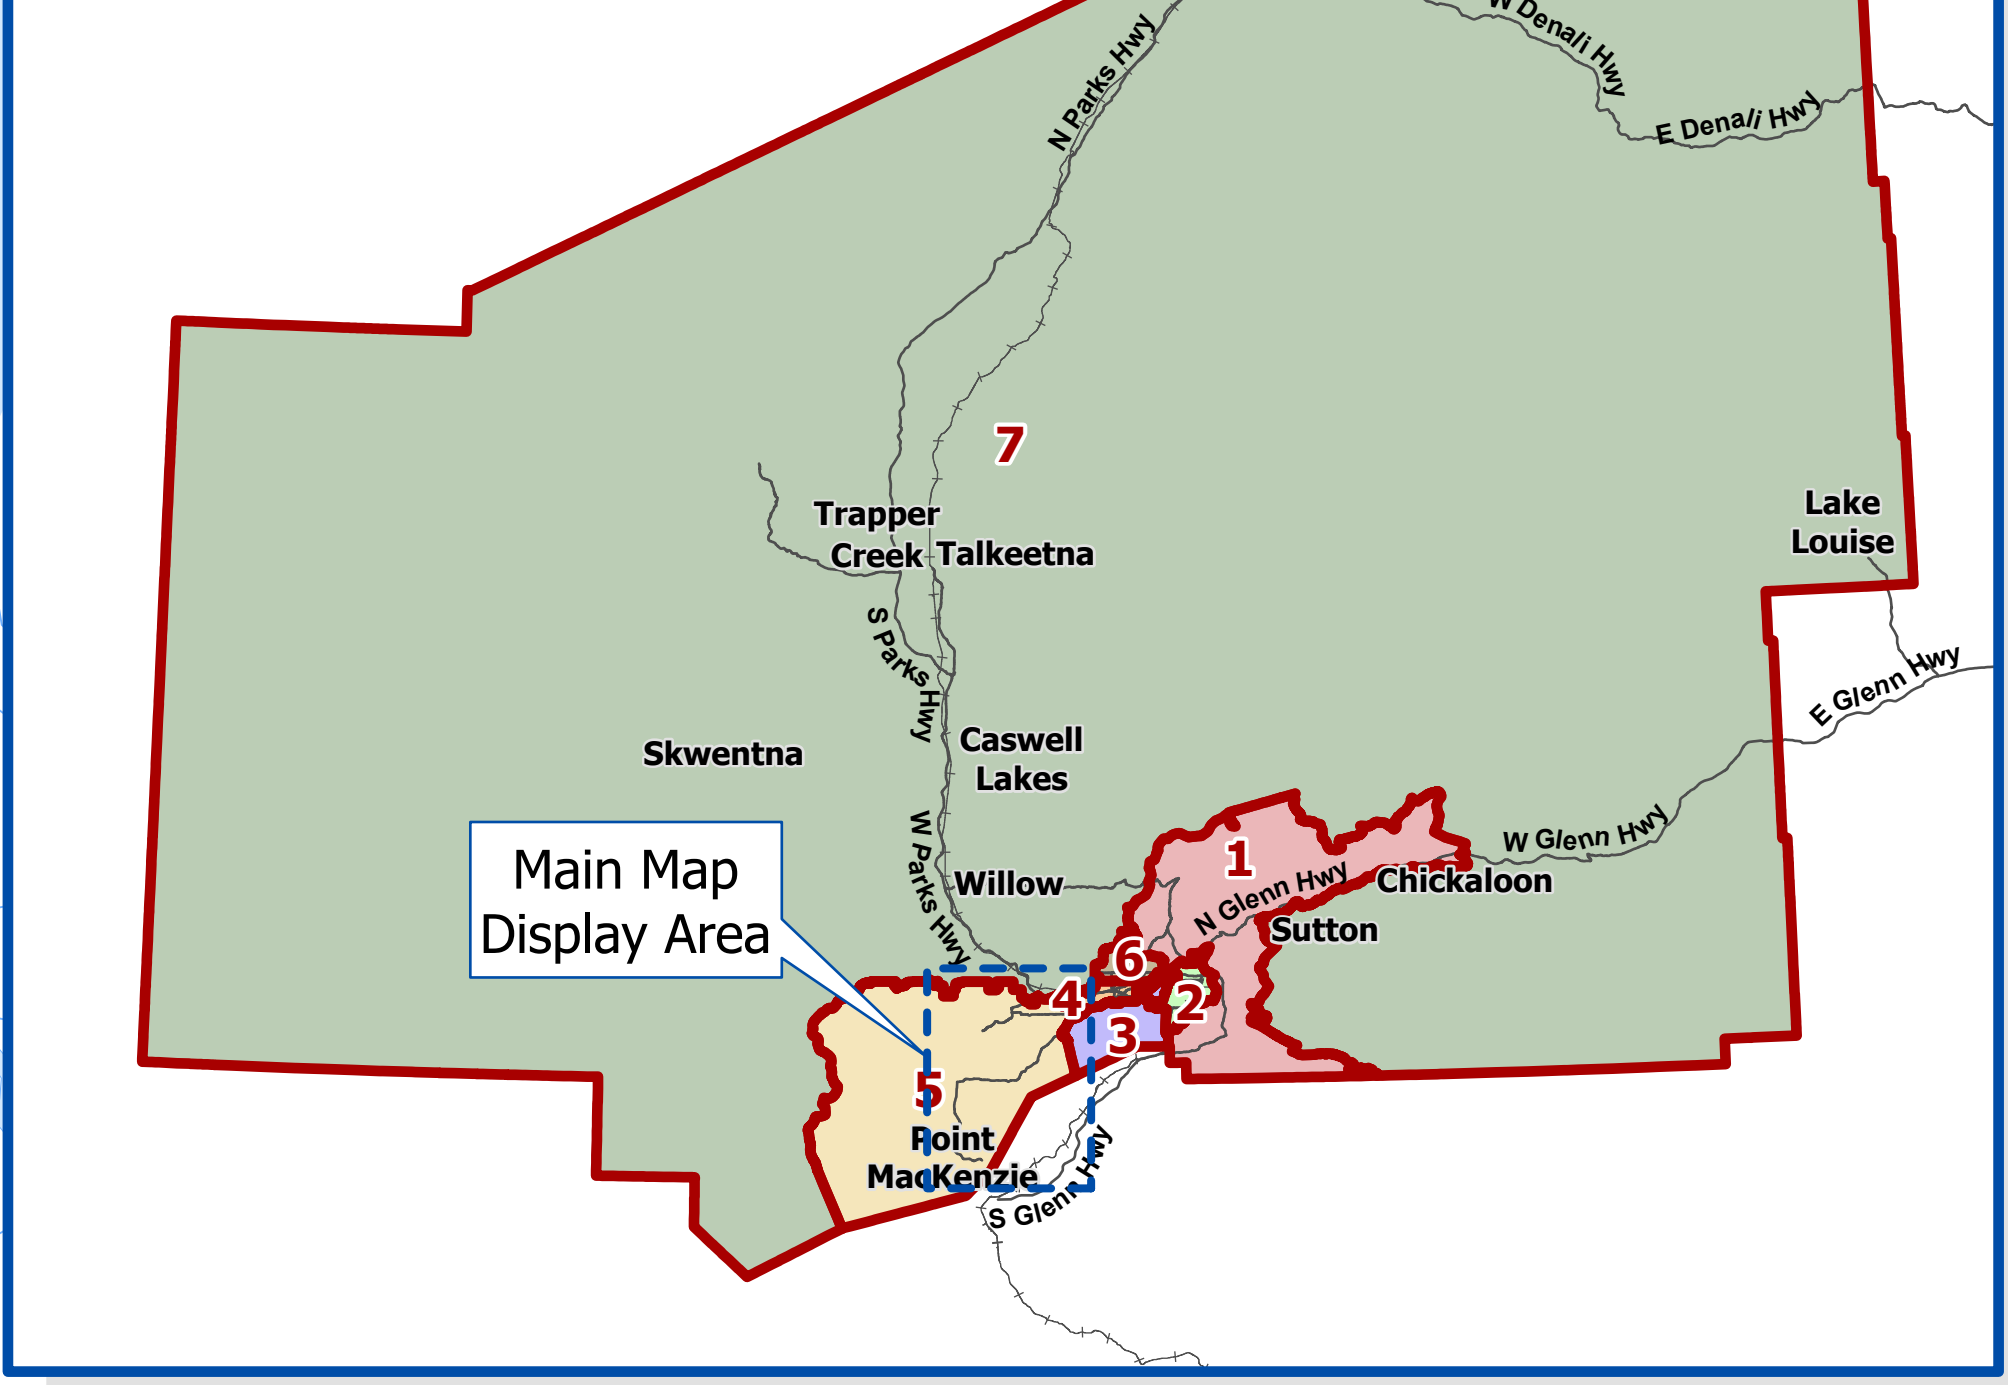 W Denali Hwy
N Parks Hwy
E Denali Hwy
7
Trapper
Creek
Talkeetna
Lake
Louise
S Parks Hwy
E Glenn Hwy
Skwentna
Caswell
Lakes
W Parks Hwy
W Glenn Hwy
1
Main Map
Display Area
Willow
N Glenn Hwy
Chickaloon
Sutton
6
4
2
3
5
Point
MacKenzie
S Glenn Hwy